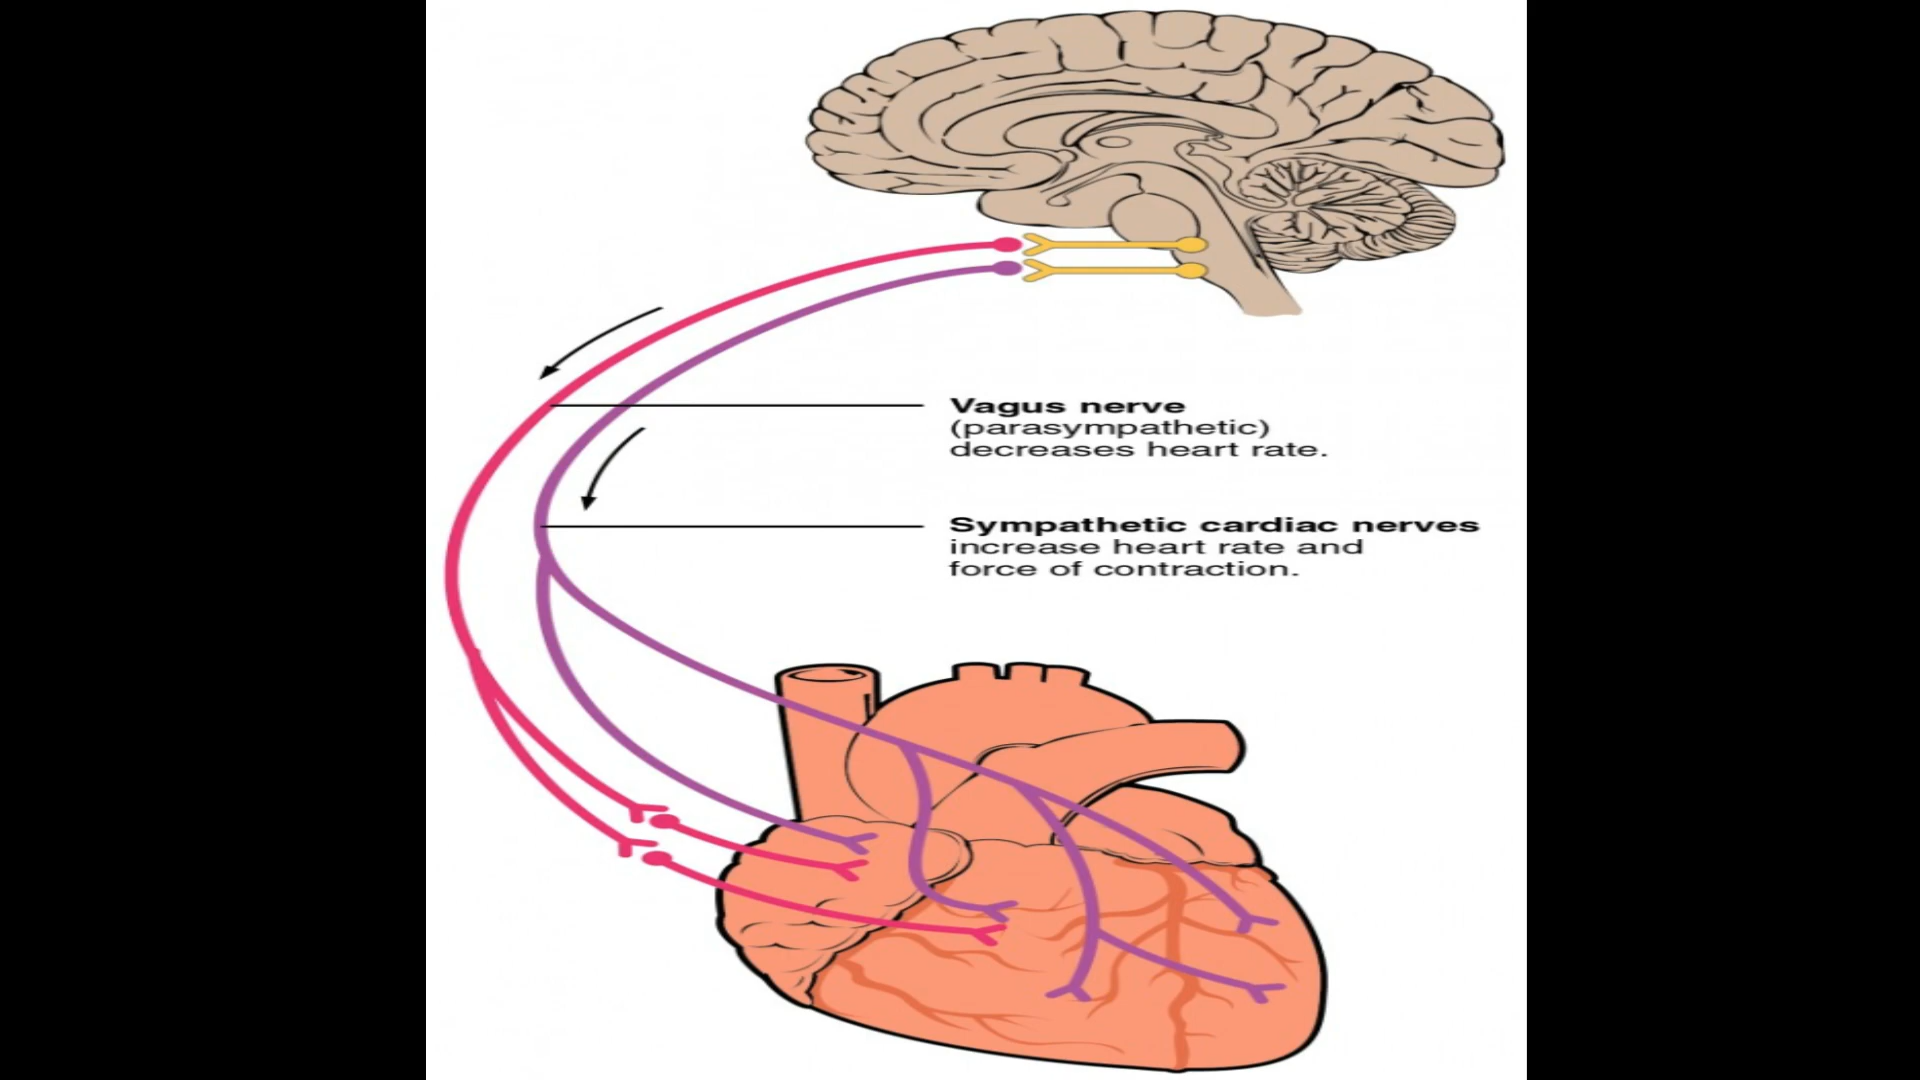 Vagus nerve
(parasympathetic)
decreases heart rate.
Sympathetic cardiac nerves
increase heart rate and
force of contraction.